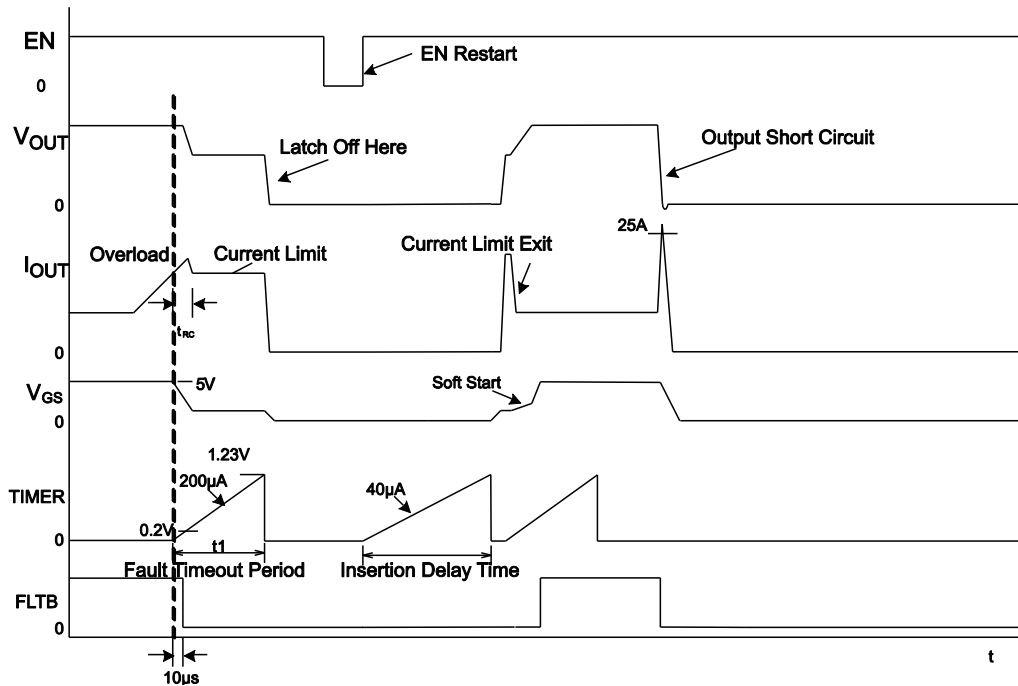 EN
EN Restart
0
VOUT
Latch Off Here
Output Short Circuit
0
25A
Overload
Current Limit
Current Limit Exit
IOUT
tRC
0
5V
Soft Start
VGS
0
1.23V
200µA
40µA
TIMER
0.2V
0
t1
Fault Timeout Period
Insertion Delay Time
FLTB
0
t
10µs